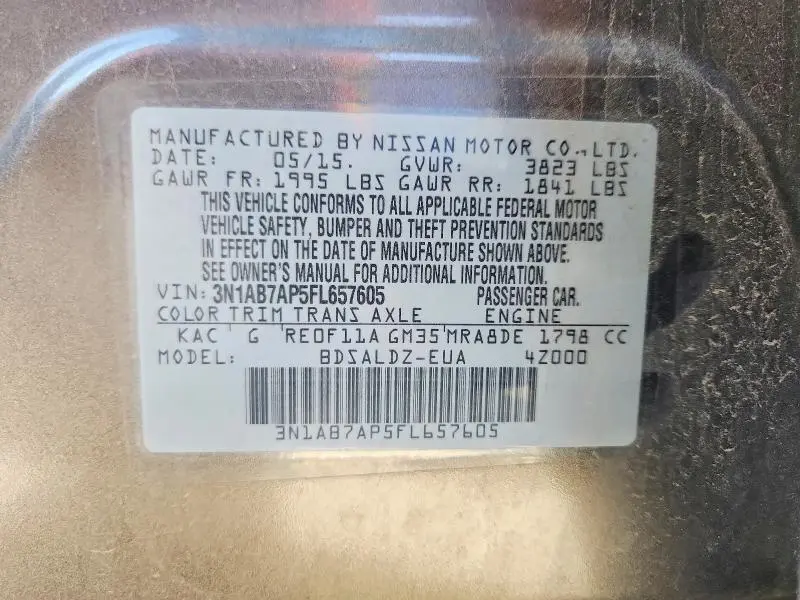 MANUFACTURED BY NISSAN MOTOR CO.,LTD.
DATE: 05/15. GVWR: 3823 LBS
GAWR FR: 1995 LBS GAWR RR: 1841 LBS
THIS VEHICLE CONFORMS TO ALL APPLICABLE FEDERAL MOTOR
VEHICLE SAFETY, BUMPER AND THEFT PREVENTION STANDARDS
IN EFFECT ON THE DATE OF MANUFACTURE SHOWN ABOVE.
SEE OWNER'S MANUAL FOR ADDITIONAL INFORMATION.
VIN: 3N1AB7AP5FL657605 PASSENGER CAR.
COLOR TRIM TRANS AXLE ENGINE
KAC G RE0F11A GM35 MRA8DE 1798 CC
MODEL: BDSALDZ-EUA 4Z000
3N1AB7AP5FL657605